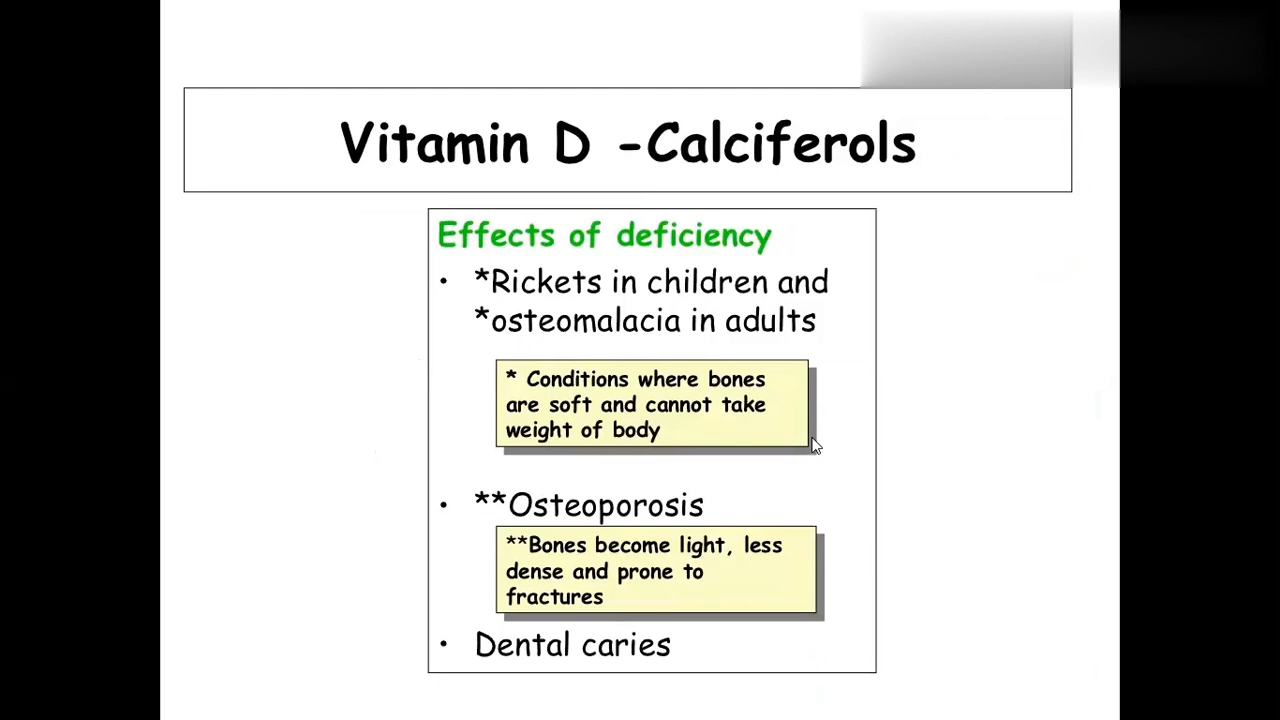 Vitamin D -Calciferols
Effects of deficiency
• *Rickets in children and
*osteomalacia in adults
* Conditions where bones
are soft and cannot take
weight of body
• **Osteoporosis
**Bones become light, less
dense and prone to
fractures
• Dental caries